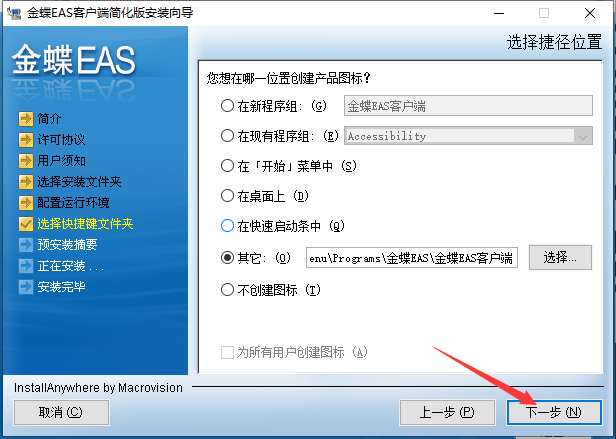 金蝶EAS客户端简化版安装向导
选择捷径位置
金蝶EAS
简介
许可协议
用户须知
选择安装文件夹
配置运行环境
选择快捷键文件夹
预安装摘要
正在安装 . . .
安装完毕
您想在哪一位置创建产品图标？
在新程序组： (G) 金蝶EAS客户端
在现有程序组： (E) Accessibility
在「开始」菜单中 (S)
在桌面上 (D)
在快速启动条中 (Q)
其它： (O) enu\Programs\金蝶EAS\金蝶EAS客户端 选择...
不创建图标 (I)
为所有用户创建图标 (A)
InstallAnywhere by Macrovision
取消 (C) 上一步 (P) 下一步 (N)